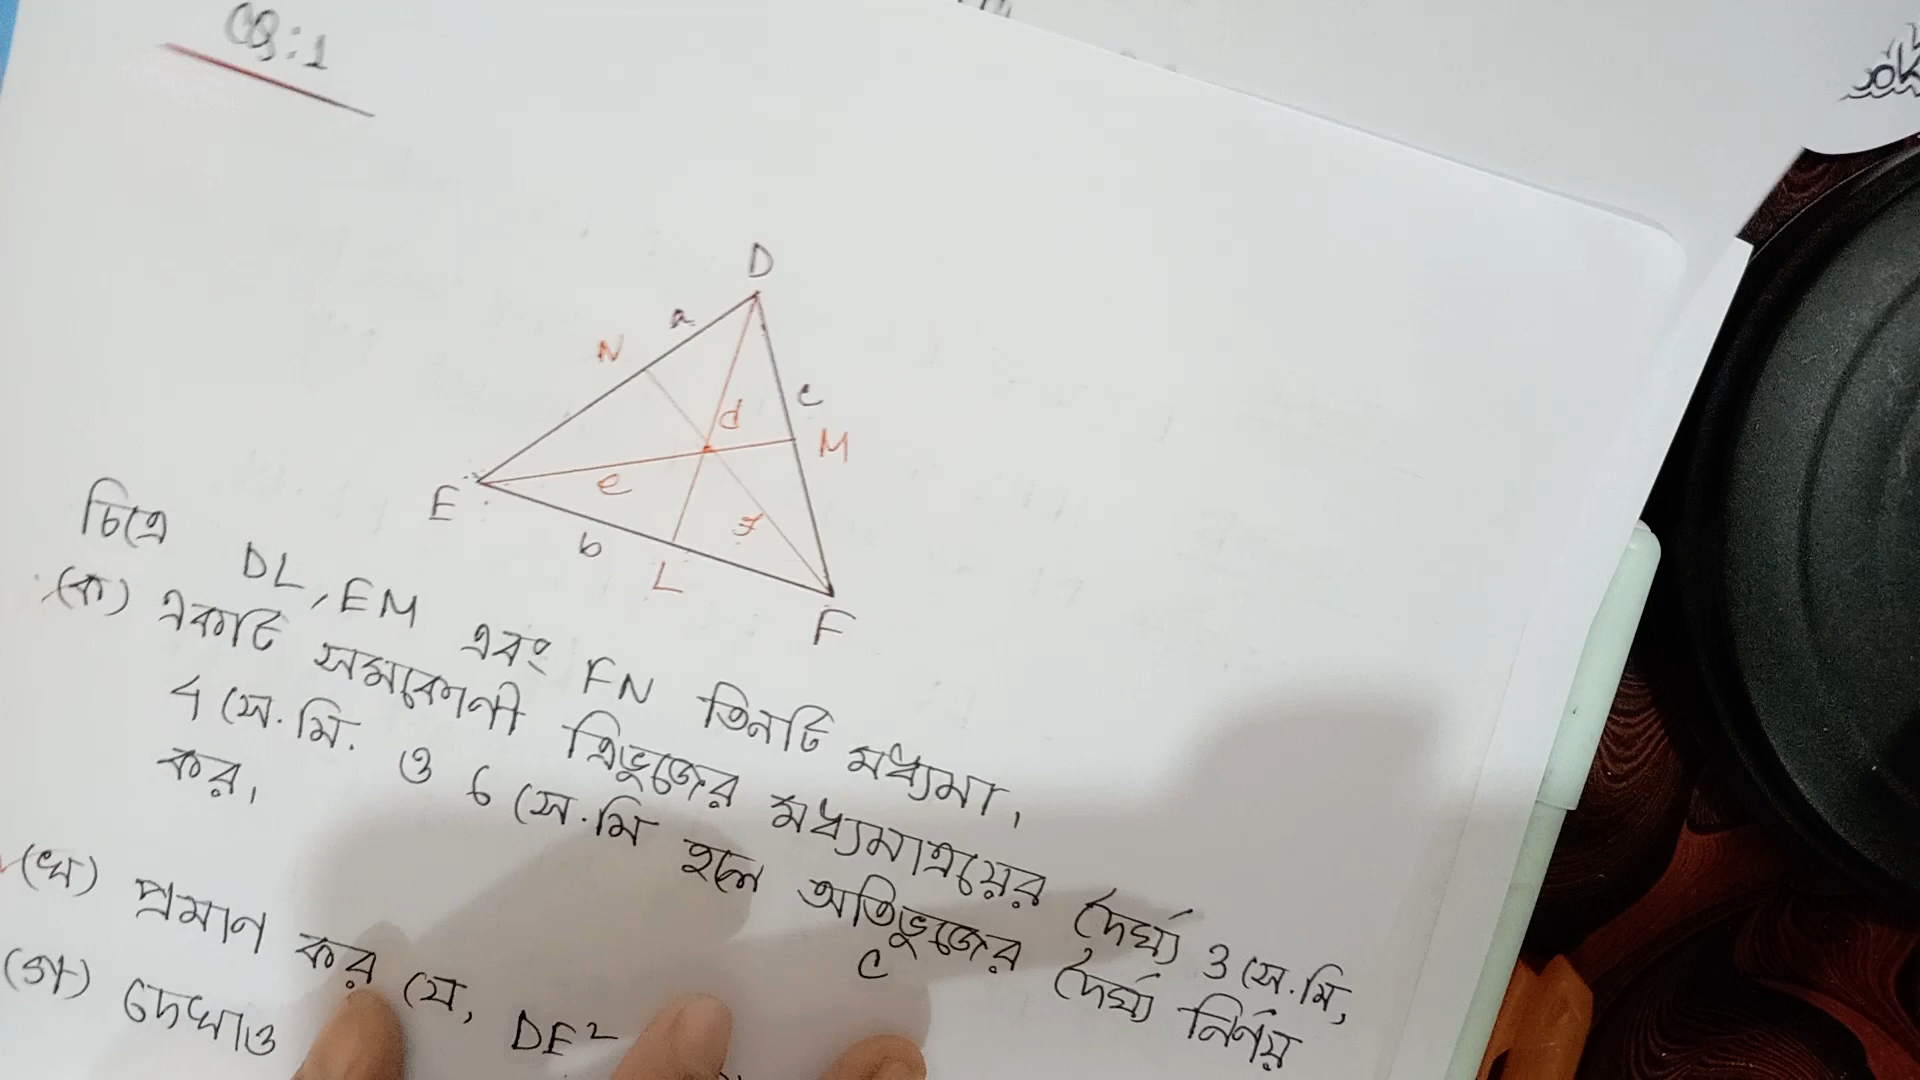 CQ:1
D
a
N
c
d
M
e
E
f
b
L
F
চিত্রে DL, EM এবং FN তিনটি মধ্যমা।
(ক) একটি সমকোণী ত্রিভুজের মধ্যমাত্রয়ের দৈর্ঘ্য 3 সে.মি,
4 সে.মি. ও 6 সে.মি হলে অতিভুজের দৈর্ঘ্য নির্ণয়
কর।
c
(খ) প্রমাণ কর যে, DE²
(গ) দেখাও